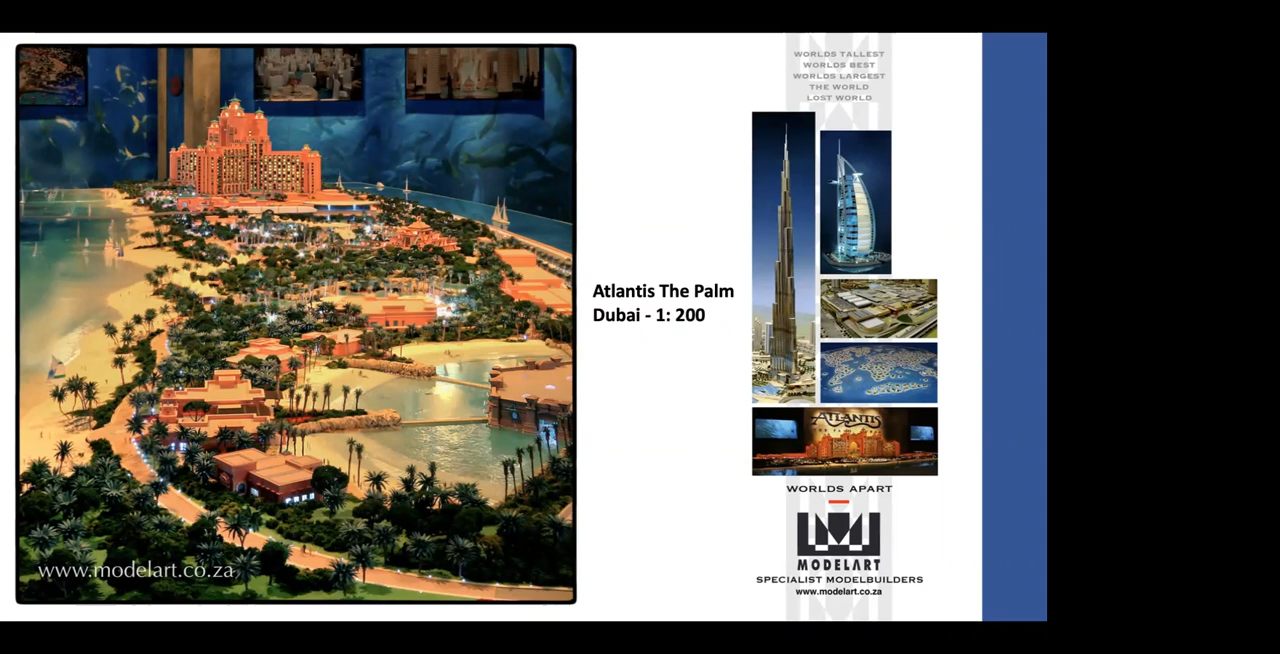 www.modelart.co.za
Atlantis The Palm
Dubai - 1: 200
WORLDS TALLEST
WORLDS BEST
WORLDS LARGEST
THE WORLD
LOST WORLD
ATLANTIS
WORLDS APART
MODELART
SPECIALIST MODELBUILDERS
www.modelart.co.za